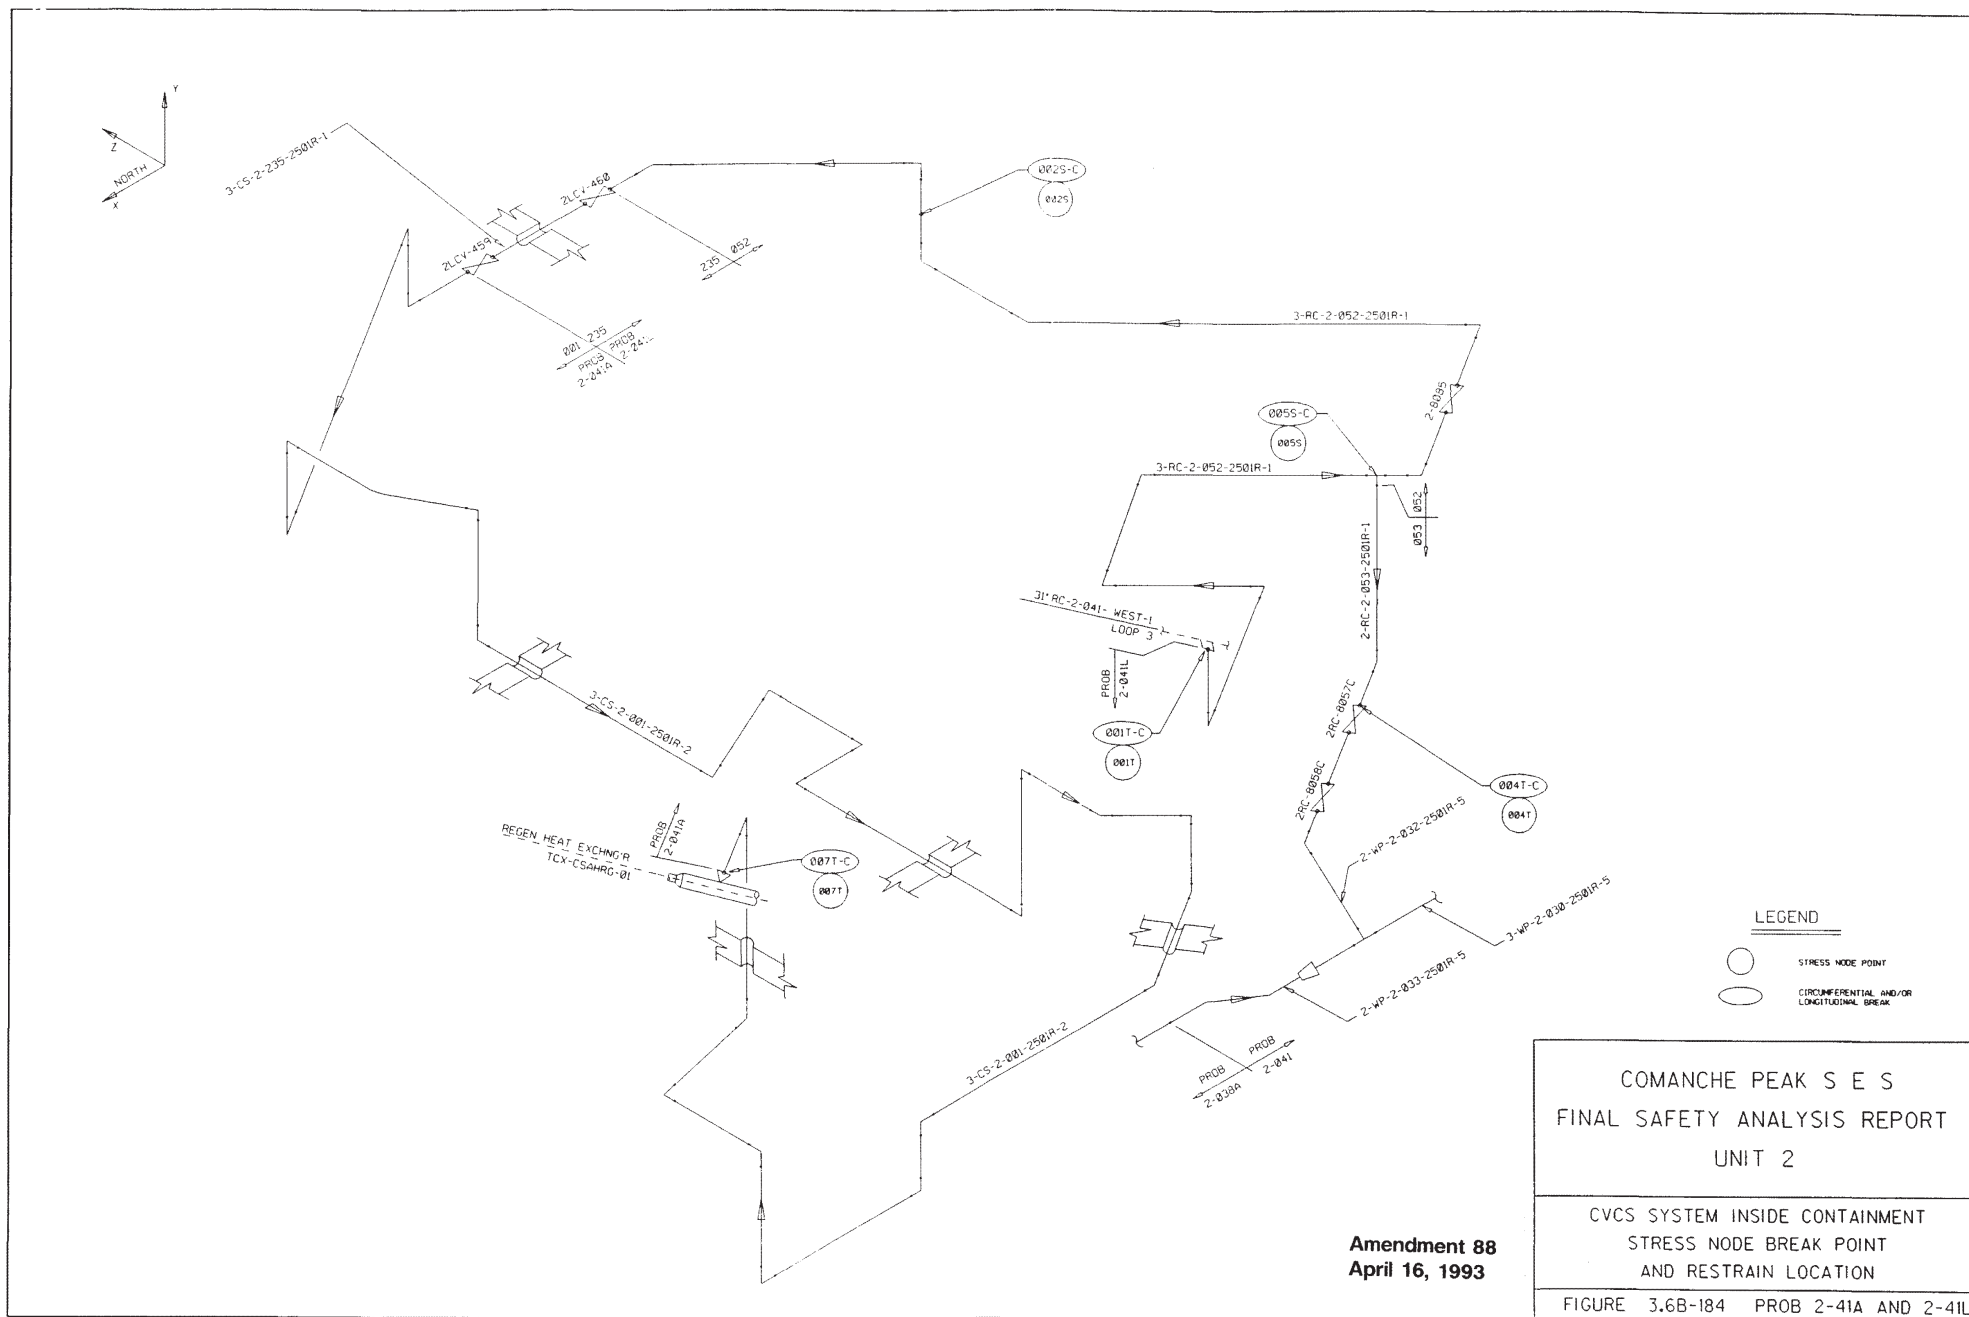 Y
Z
NORTH
X
3-CS-2-235-2501R-1
2LCV-460
2LCV-459
235 052
001 235
PROB PROB
2-041A 2-041L
002S-C
002S
3-RC-2-052-2501R-1
2-8085
005S-C
005S
3-RC-2-052-2501R-1
053 052
2-RC-2-053-2501R-1
31" RC-2-041- WEST-1
LOOP 3
PROB
2-041L
001T-C
001T
2RC-8057C
2RC-8058C
004T-C
004T
3-CS-2-001-2501R-2
REGEN HEAT EXCHNG'R
TCX-CSAHRG-01
PROB
2-041A
007T-C
007T
2-WP-2-032-2501R-5
3-WP-2-030-2501R-5
2-WP-2-033-2501R-5
3-CS-2-001-2501R-2
PROB PROB
2-038A 2-041
LEGEND
STRESS NODE POINT
CIRCUMFERENTIAL AND/OR
LONGITUDINAL BREAK
COMANCHE PEAK S E S
FINAL SAFETY ANALYSIS REPORT
UNIT 2
CVCS SYSTEM INSIDE CONTAINMENT
STRESS NODE BREAK POINT
AND RESTRAIN LOCATION
FIGURE 3.6B-184 PROB 2-41A AND 2-41L
Amendment 88
April 16, 1993